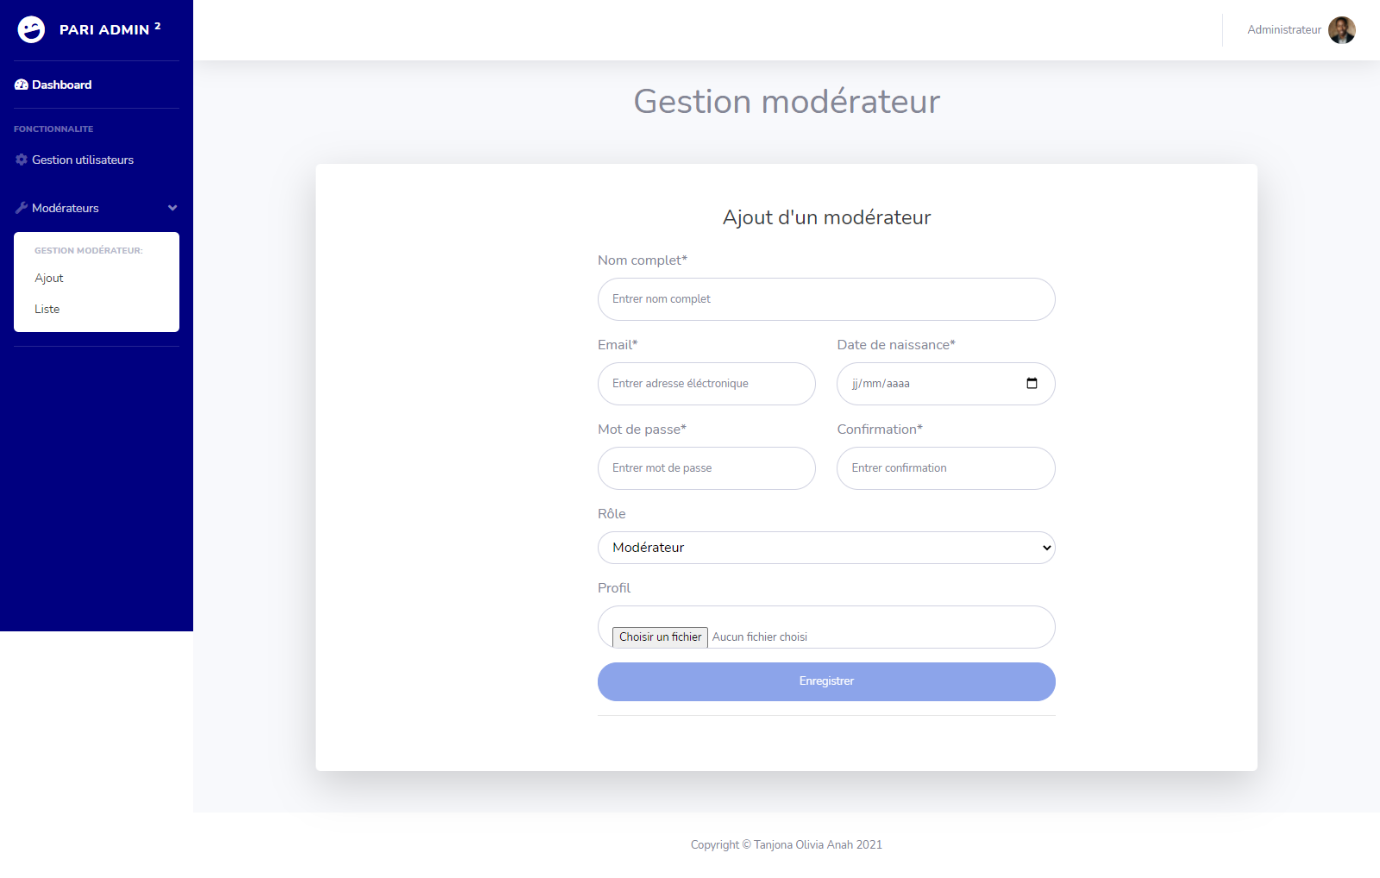 PARI ADMIN 2
Administrateur
Dashboard
FONCTIONNALITE
Gestion utilisateurs
Modérateurs
GESTION MODÉRATEUR:
Ajout
Liste
Gestion modérateur
Ajout d'un modérateur
Nom complet*
Entrer nom complet
Email*
Date de naissance*
Entrer adresse éléctronique
jj/mm/aaaa
Mot de passe*
Confirmation*
Entrer mot de passe
Entrer confirmation
Rôle
Modérateur
Profil
Choisir un fichier Aucun fichier choisi
Enregistrer
Copyright © Tanjona Olivia Anah 2021